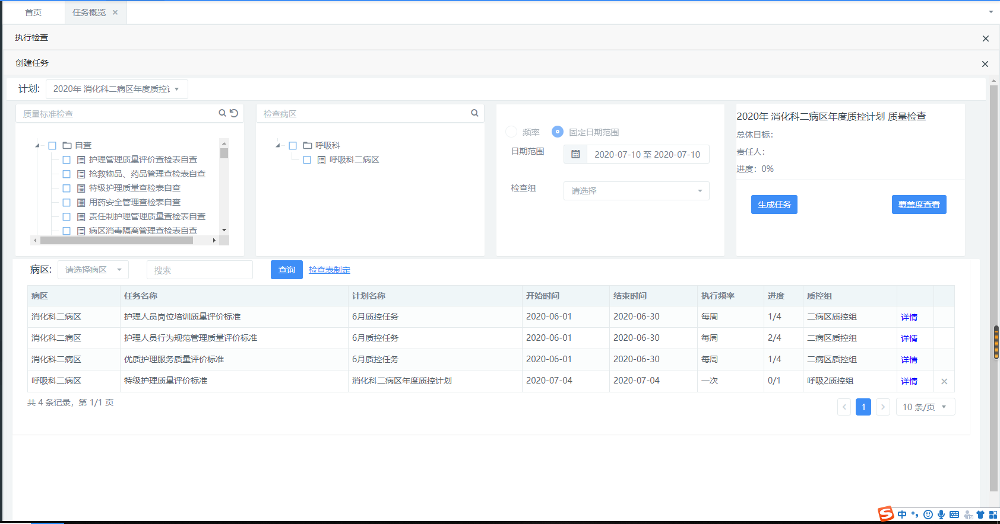 首页 任务概览
执行检查
创建任务
计划: 2020年 消化科二病区年度质控计
质量标准检查
检查病区
自查
护理管理质量评价查检表自查
抢救物品、药品管理查检表自查
特级护理质量查检表自查
用药安全管理查检表自查
责任制护理管理质量查检表自查
病区消毒隔离管理查检表自查
呼吸科
呼吸科二病区
频率 固定日期范围
日期范围 2020-07-10 至 2020-07-10
检查组 请选择
2020年 消化科二病区年度质控计划 质量检查
总体目标:
责任人:
进度: 0%
生成任务 覆盖度查看
病区: 请选择病区 搜索 查询 检查表制定
病区 任务名称 计划名称 开始时间 结束时间 执行频率 进度 质控组
消化科二病区 护理人员岗位培训质量评价标准 6月质控任务 2020-06-01 2020-06-30 每周 1/4 二病区质控组 详情
消化科二病区 护理人员行为规范管理质量评价标准 6月质控任务 2020-06-01 2020-06-30 每周 2/4 二病区质控组 详情
消化科二病区 优质护理服务质量评价标准 6月质控任务 2020-06-01 2020-06-30 每周 1/4 二病区质控组 详情
呼吸科二病区 特级护理质量评价标准 消化科二病区年度质控计划 2020-07-04 2020-07-04 一次 0/1 呼吸2质控组 详情
共 4 条记录，第 1/1 页 1 10 条/页
中